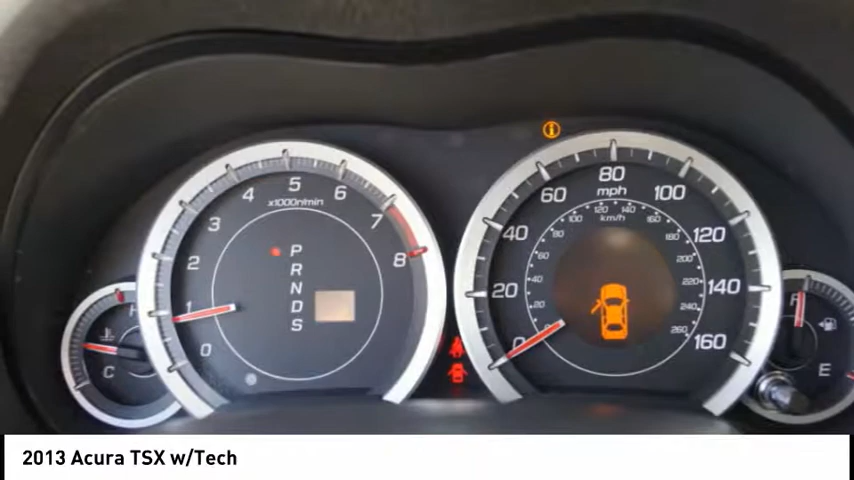 5
4 6
x1000r/min
3 7
2 P 8
R
1 N
D
0 S
H
C
80
60 mph 100
120
100 140
80 km/h 160
40 60 180 120
200
40 220
20 20 240 140
0 260 160
F
E
2013 Acura TSX w/Tech